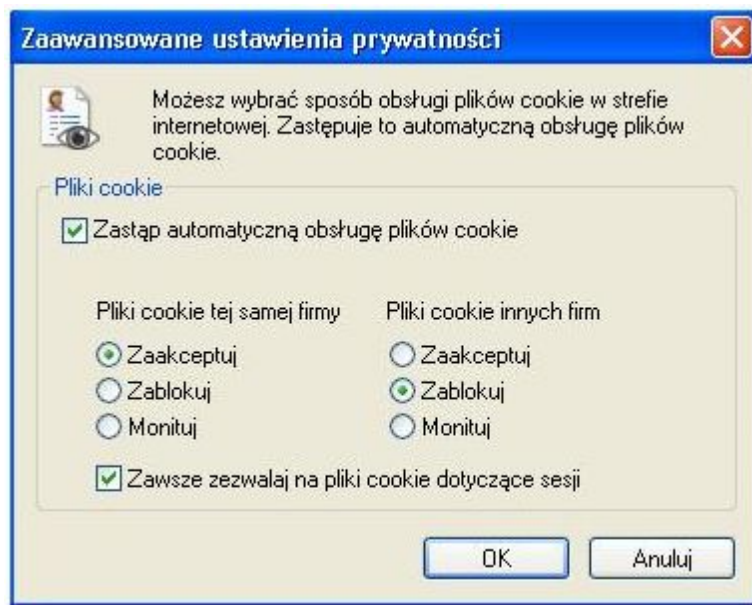 Zaawansowane ustawienia prywatności
Możesz wybrać sposób obsługi plików cookie w strefie
internetowej. Zastępuje to automatyczną obsługę plików
cookie.
Pliki cookie
Zastąp automatyczną obsługę plików cookie
Pliki cookie tej samej firmy
Pliki cookie innych firm
Zaakceptuj
Zaakceptuj
Zablokuj
Zablokuj
Monituj
Monituj
Zawsze zezwalaj na pliki cookie dotyczące sesji
OK
Anuluj